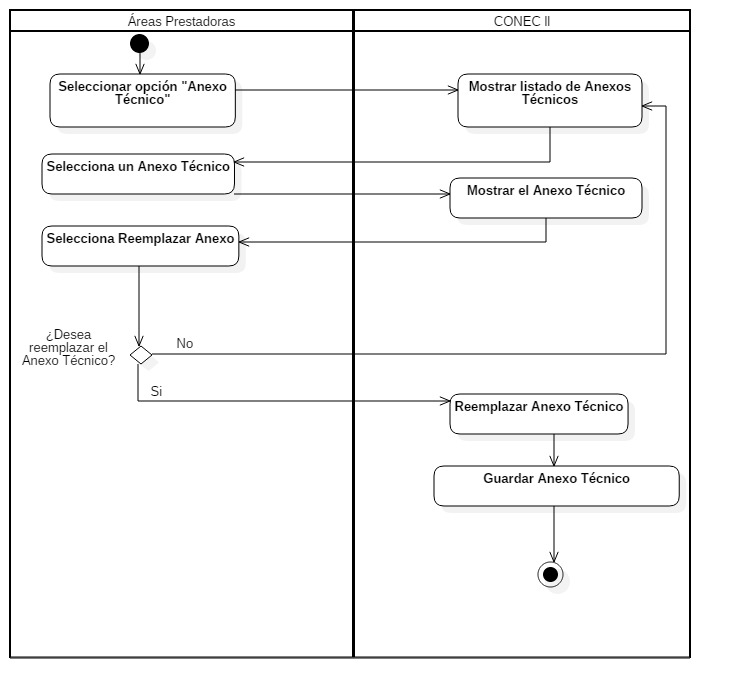 Áreas Prestadoras
CONEC II
Seleccionar opción "Anexo
Técnico"
Mostrar listado de Anexos
Técnicos
Selecciona un Anexo Técnico
Mostrar el Anexo Técnico
Selecciona Reemplazar Anexo
¿Desea
reemplazar el
Anexo Técnico?
No
Si
Reemplazar Anexo Técnico
Guardar Anexo Técnico